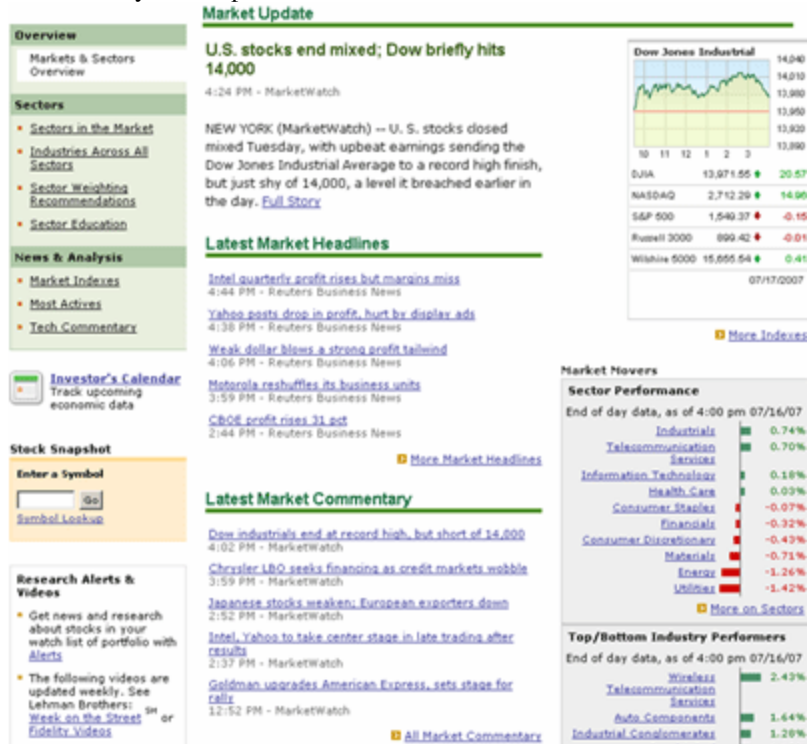 Market Update
Overview
Markets & Sectors
Overview
Sectors
Sectors in the Market
Industries Across All
Sectors
Sector Weighting
Recommendations
Sector Education
News & Analysis
Market Indexes
Most Actives
Tech Commentary
Investor's Calendar
Track upcoming
economic data
Stock Snapshot
Enter a Symbol
Go
Symbol Lookup
Research Alerts &
Videos
Get news and research
about stocks in your
watch list of portfolio with
Alerts
The following videos are
updated weekly. See
Lehman Brothers:
Week on the Street SM or
Fidelity Videos
U.S. stocks end mixed; Dow briefly hits
14,000
4:24 PM - MarketWatch
NEW YORK (MarketWatch) -- U. S. stocks closed
mixed Tuesday, with upbeat earnings sending the
Dow Jones Industrial Average to a record high finish,
but just shy of 14,000, a level it breached earlier in
the day. Full Story
Latest Market Headlines
Intel quarterly profit rises but margins miss
4:44 PM - Reuters Business News
Yahoo posts drop in profit, hurt by display ads
4:38 PM - Reuters Business News
Weak dollar blows a strong profit tailwind
4:06 PM - Reuters Business News
Motorola reshuffles its business units
3:59 PM - Reuters Business News
CBOE profit rises 31 pct
2:44 PM - Reuters Business News
More Market Headlines
Latest Market Commentary
Dow industrials end at record high, but short of 14,000
4:02 PM - MarketWatch
Chrysler LBO seeks financing as credit markets wobble
3:59 PM - MarketWatch
Japanese stocks weaken; European exporters down
2:52 PM - MarketWatch
Intel, Yahoo to take center stage in late trading after
results
2:37 PM - MarketWatch
Goldman upgrades American Express, sets stage for
rally
12:52 PM - MarketWatch
All Market Commentary
Dow Jones Industrial
14,040
14,010
13,980
13,950
13,920
13,890
10 11 12 1 2 3
DJIA 13,971.55 20.57
NASDAQ 2,712.29 14.96
S&P 500 1,549.37 -0.15
Russell 3000 899.42 -0.01
Wilshire 5000 15,655.54 0.41
07/17/2007
More Indexes
Market Movers
Sector Performance
End of day data, as of 4:00 pm 07/16/07
Industrials 0.74%
Telecommunication
Services 0.70%
Information Technology 0.18%
Health Care 0.03%
Consumer Staples -0.07%
Financials -0.32%
Consumer Discretionary -0.43%
Materials -0.71%
Energy -1.26%
Utilities -1.42%
More on Sectors
Top/Bottom Industry Performers
End of day data, as of 4:00 pm 07/16/07
Wireless
Telecommunication
Services 2.43%
Auto Components 1.64%
Industrial Conglomerates 1.28%